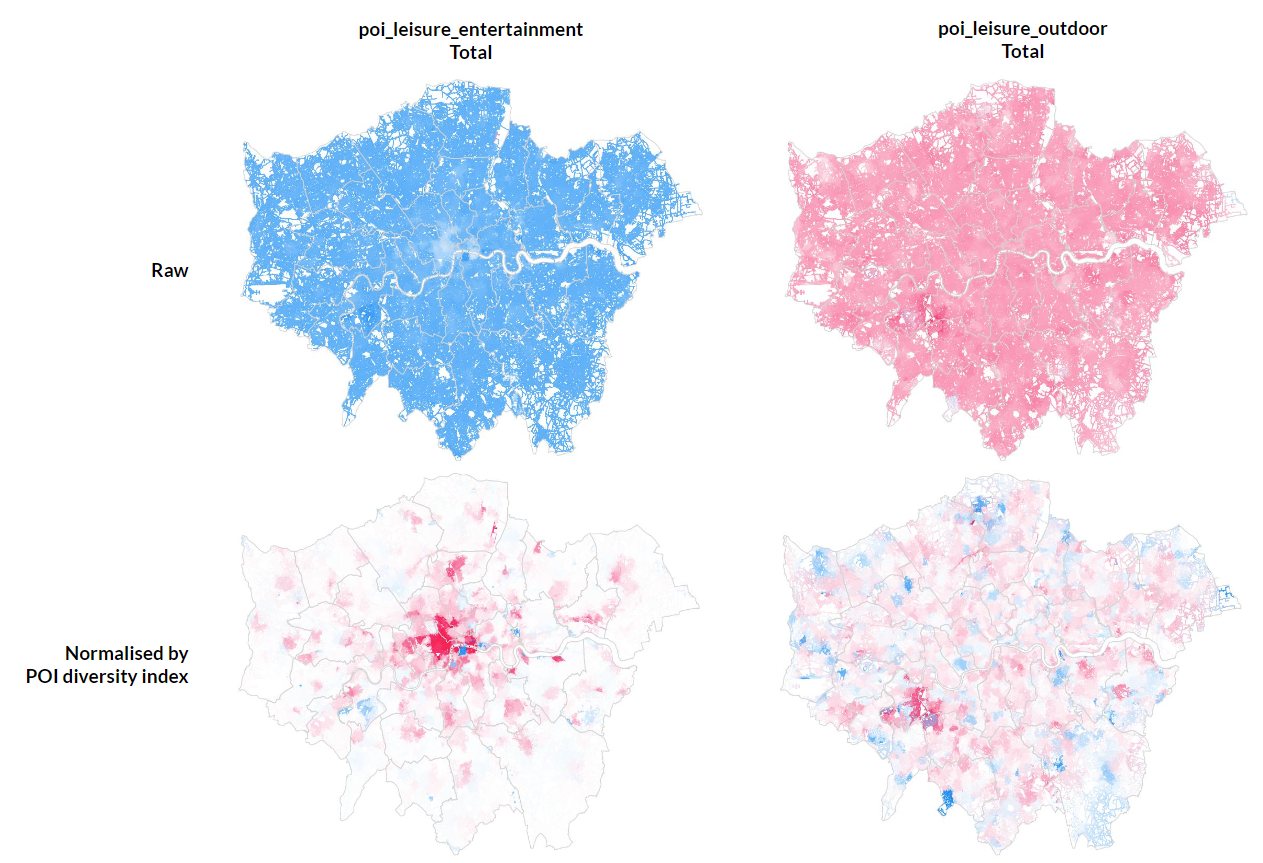 poi_leisure_entertainment
Total
poi_leisure_outdoor
Total
Raw
Normalised by
POI diversity index